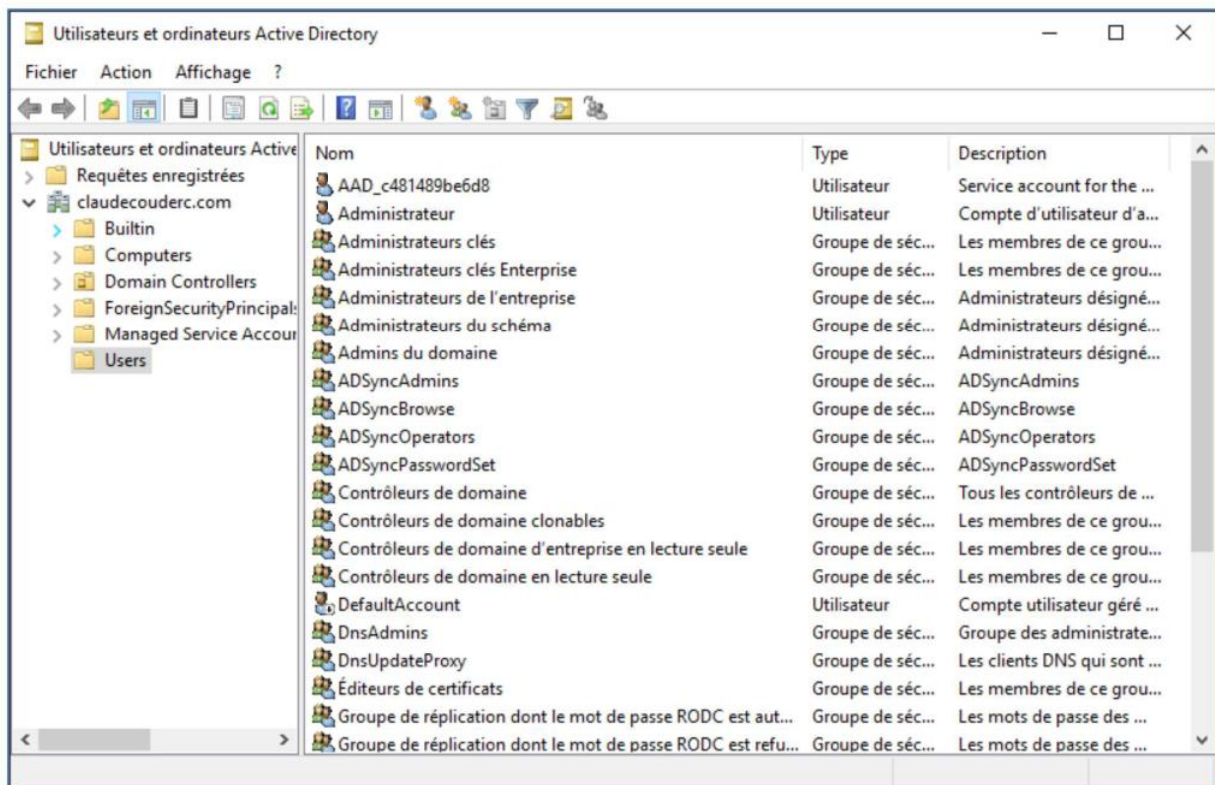 Utilisateurs et ordinateurs Active Directory
Fichier Action Affichage ?
Utilisateurs et ordinateurs Active
Requêtes enregistrées
claudecouderc.com
Builtin
Computers
Domain Controllers
ForeignSecurityPrincipals
Managed Service Accour
Users
Nom Type Description
AAD_c481489be6d8 Utilisateur Service account for the ...
Administrateur Utilisateur Compte d'utilisateur d'a...
Administrateurs clés Groupe de séc... Les membres de ce grou...
Administrateurs clés Enterprise Groupe de séc... Les membres de ce grou...
Administrateurs de l'entreprise Groupe de séc... Administrateurs désigné...
Administrateurs du schéma Groupe de séc... Administrateurs désigné...
Admins du domaine Groupe de séc... Administrateurs désigné...
ADSyncAdmins Groupe de séc... ADSyncAdmins
ADSyncBrowse Groupe de séc... ADSyncBrowse
ADSyncOperators Groupe de séc... ADSyncOperators
ADSyncPasswordSet Groupe de séc... ADSyncPasswordSet
Contrôleurs de domaine Groupe de séc... Tous les contrôleurs de ...
Contrôleurs de domaine clonables Groupe de séc... Les membres de ce grou...
Contrôleurs de domaine d'entreprise en lecture seule Groupe de séc... Les membres de ce grou...
Contrôleurs de domaine en lecture seule Groupe de séc... Les membres de ce grou...
DefaultAccount Utilisateur Compte utilisateur géré ...
DnsAdmins Groupe de séc... Groupe des administrate...
DnsUpdateProxy Groupe de séc... Les clients DNS qui sont ...
Éditeurs de certificats Groupe de séc... Les membres de ce grou...
Groupe de réplication dont le mot de passe RODC est aut... Groupe de séc... Les mots de passe des ...
Groupe de réplication dont le mot de passe RODC est refu... Groupe de séc... Les mots de passe des ...